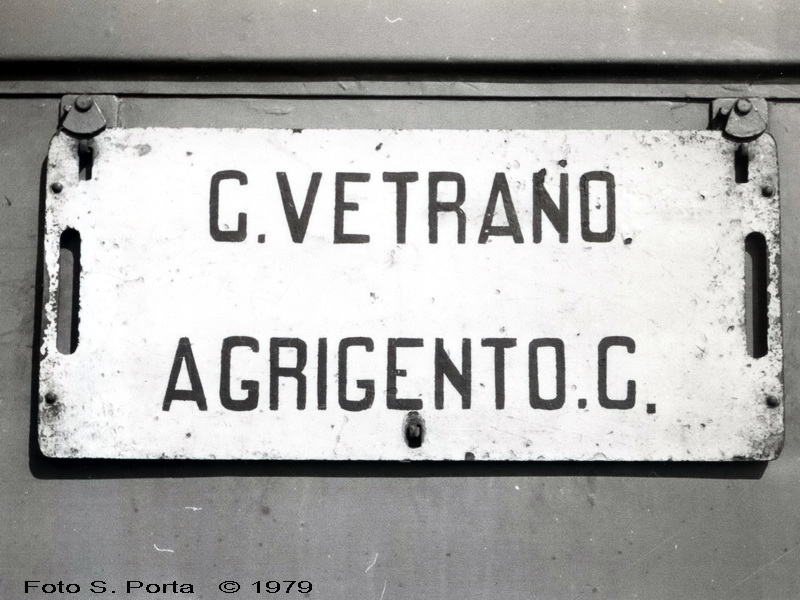 C.VETRANO.
AGRIGENTO.C.
Foto S. Porta © 1979